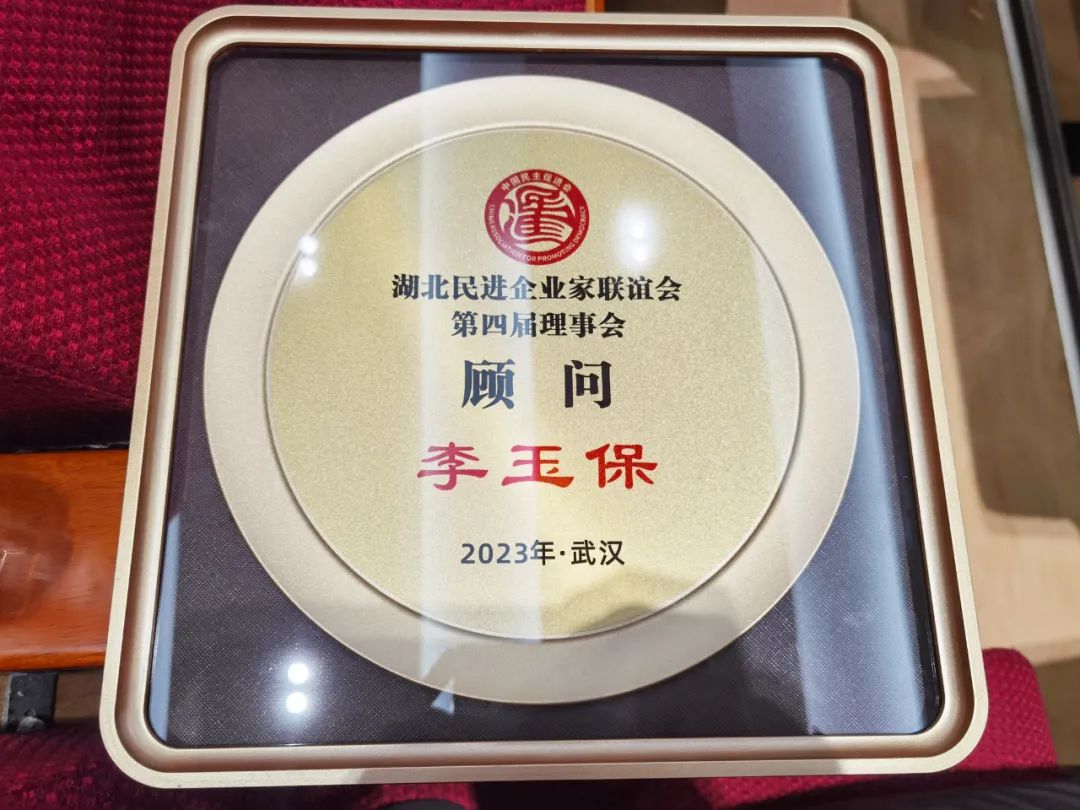 中国民主促进会
CHINA ASSOCIATION FOR PROMOTING DEMOCRACY
湖北民进企业家联谊会
第四届理事会
顾问
李玉保
2023年·武汉